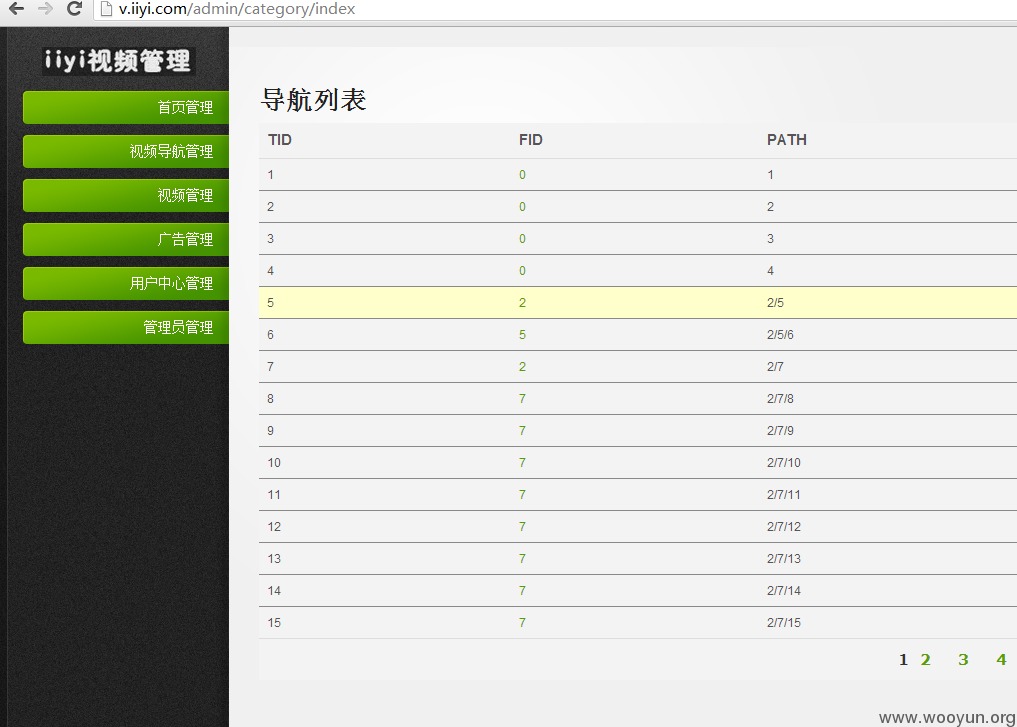 v.iiyi.com/admin/category/index
iiyi视频管理
首页管理
视频导航管理
视频管理
广告管理
用户中心管理
管理员管理
导航列表
TID FID PATH
1 0 1
2 0 2
3 0 3
4 0 4
5 2 2/5
6 5 2/5/6
7 2 2/7
8 7 2/7/8
9 7 2/7/9
10 7 2/7/10
11 7 2/7/11
12 7 2/7/12
13 7 2/7/13
14 7 2/7/14
15 7 2/7/15
1 2 3 4
www.wooyun.org